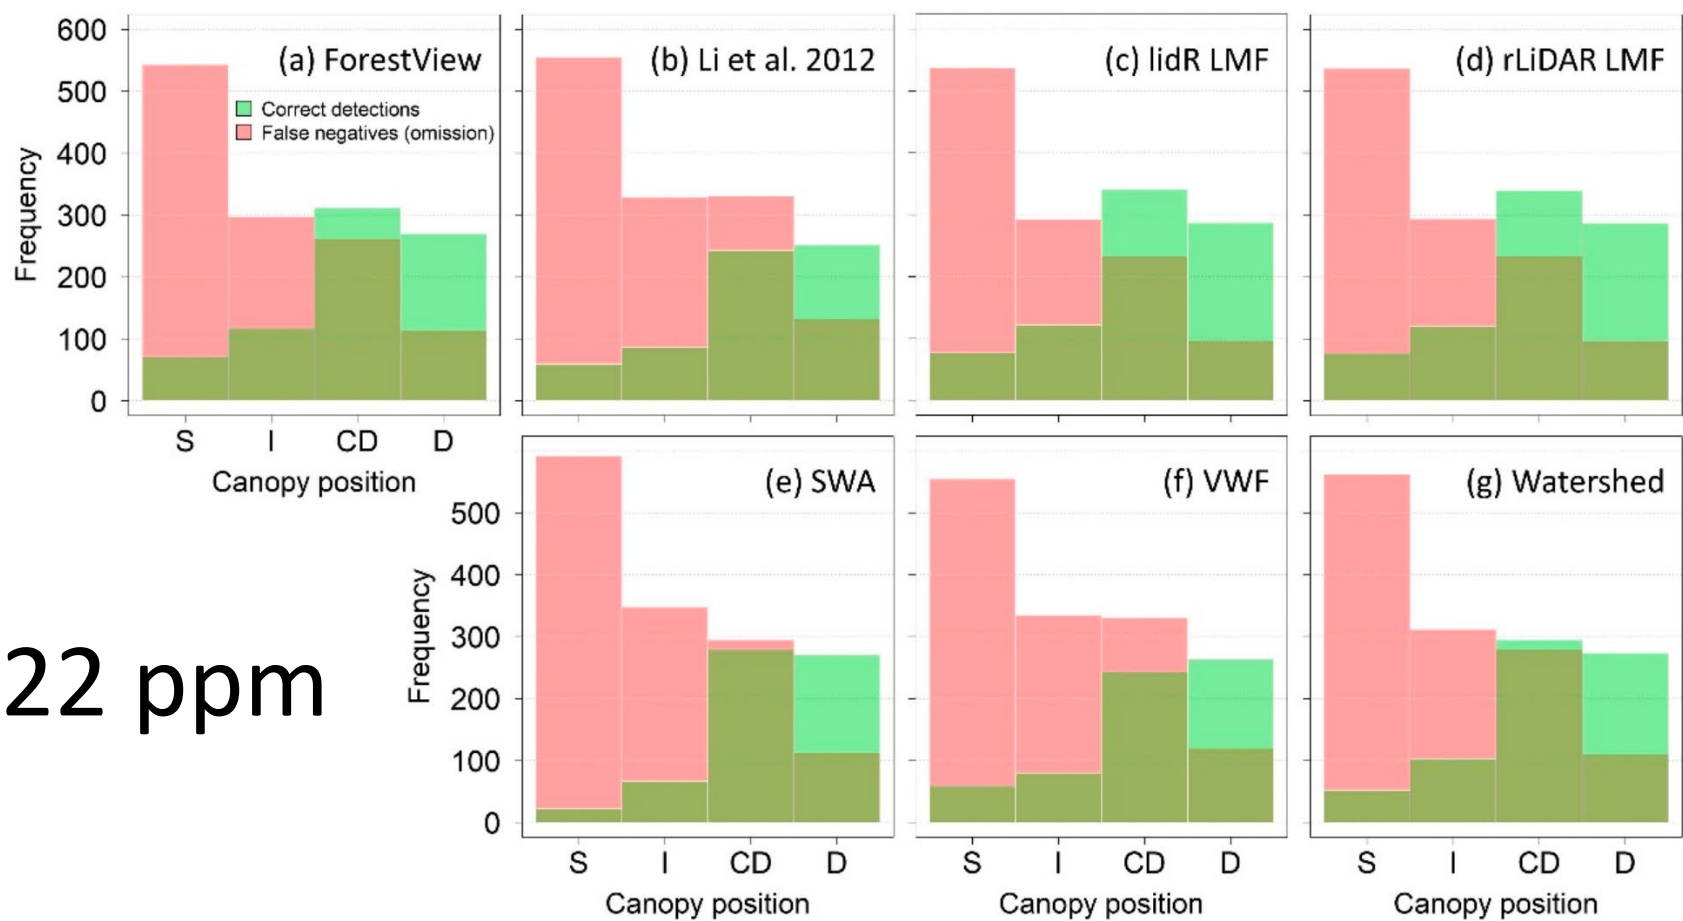 600
500
400
300
200
100
0
Frequency
(a) ForestView
Correct detections
False negatives (omission)
S I CD D
Canopy position
(b) Li et al. 2012
(c) lidR LMF
(d) rLiDAR LMF
22 ppm
500
400
300
200
100
0
Frequency
(e) SWA
S I CD D
Canopy position
(f) VWF
S I CD D
Canopy position
(g) Watershed
S I CD D
Canopy position